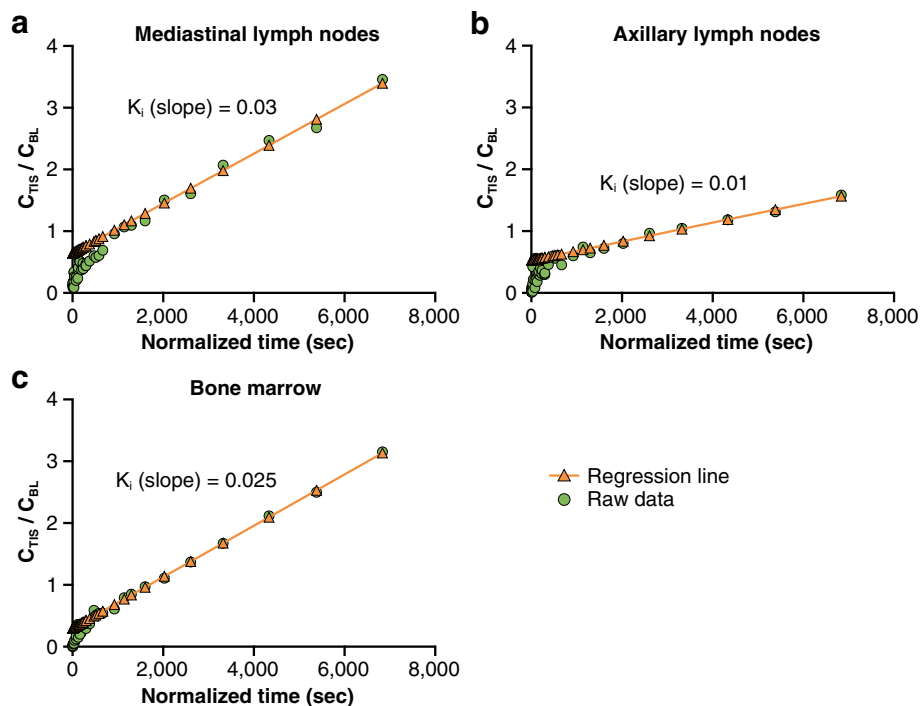 a
Mediastinal lymph nodes
4
3
2
1
0
C_TIS / C_BL
K_i (slope) = 0.03
0
2,000
4,000
6,000
8,000
Normalized time (sec)
b
Axillary lymph nodes
4
3
2
1
0
C_TIS / C_BL
K_i (slope) = 0.01
0
2,000
4,000
6,000
8,000
Normalized time (sec)
c
Bone marrow
4
3
2
1
0
C_TIS / C_BL
K_i (slope) = 0.025
0
2,000
4,000
6,000
8,000
Normalized time (sec)
Regression line
Raw data